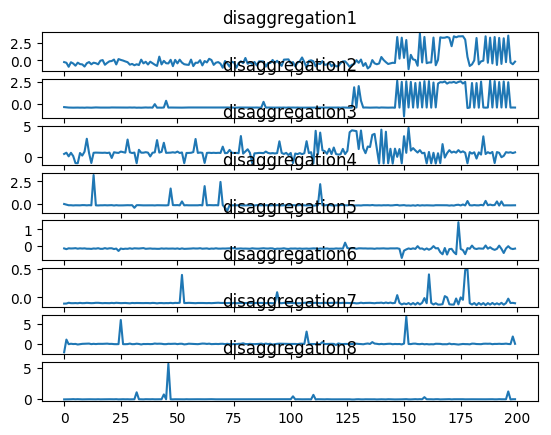 disaggregation1
2.5
0.0
disaggregation2
2.5
0.0
disaggregation3
5
0
disaggregation4
2.5
0.0
disaggregation5
1
0
disaggregation6
0.5
0.0
disaggregation7
5
0
disaggregation8
5
0
0 25 50 75 100 125 150 175 200